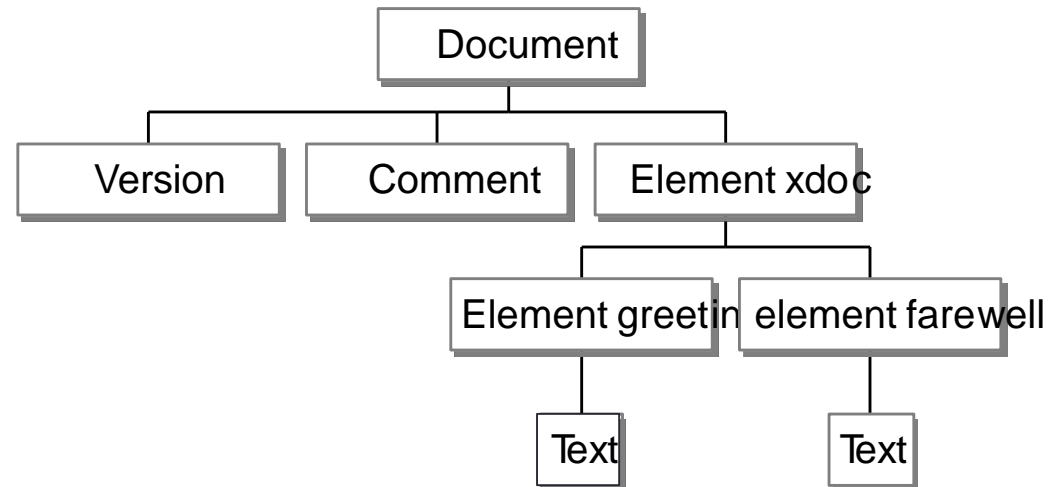 Document
Version
Comment
Element xdoc
Element greetin
element farewell
Text
Text